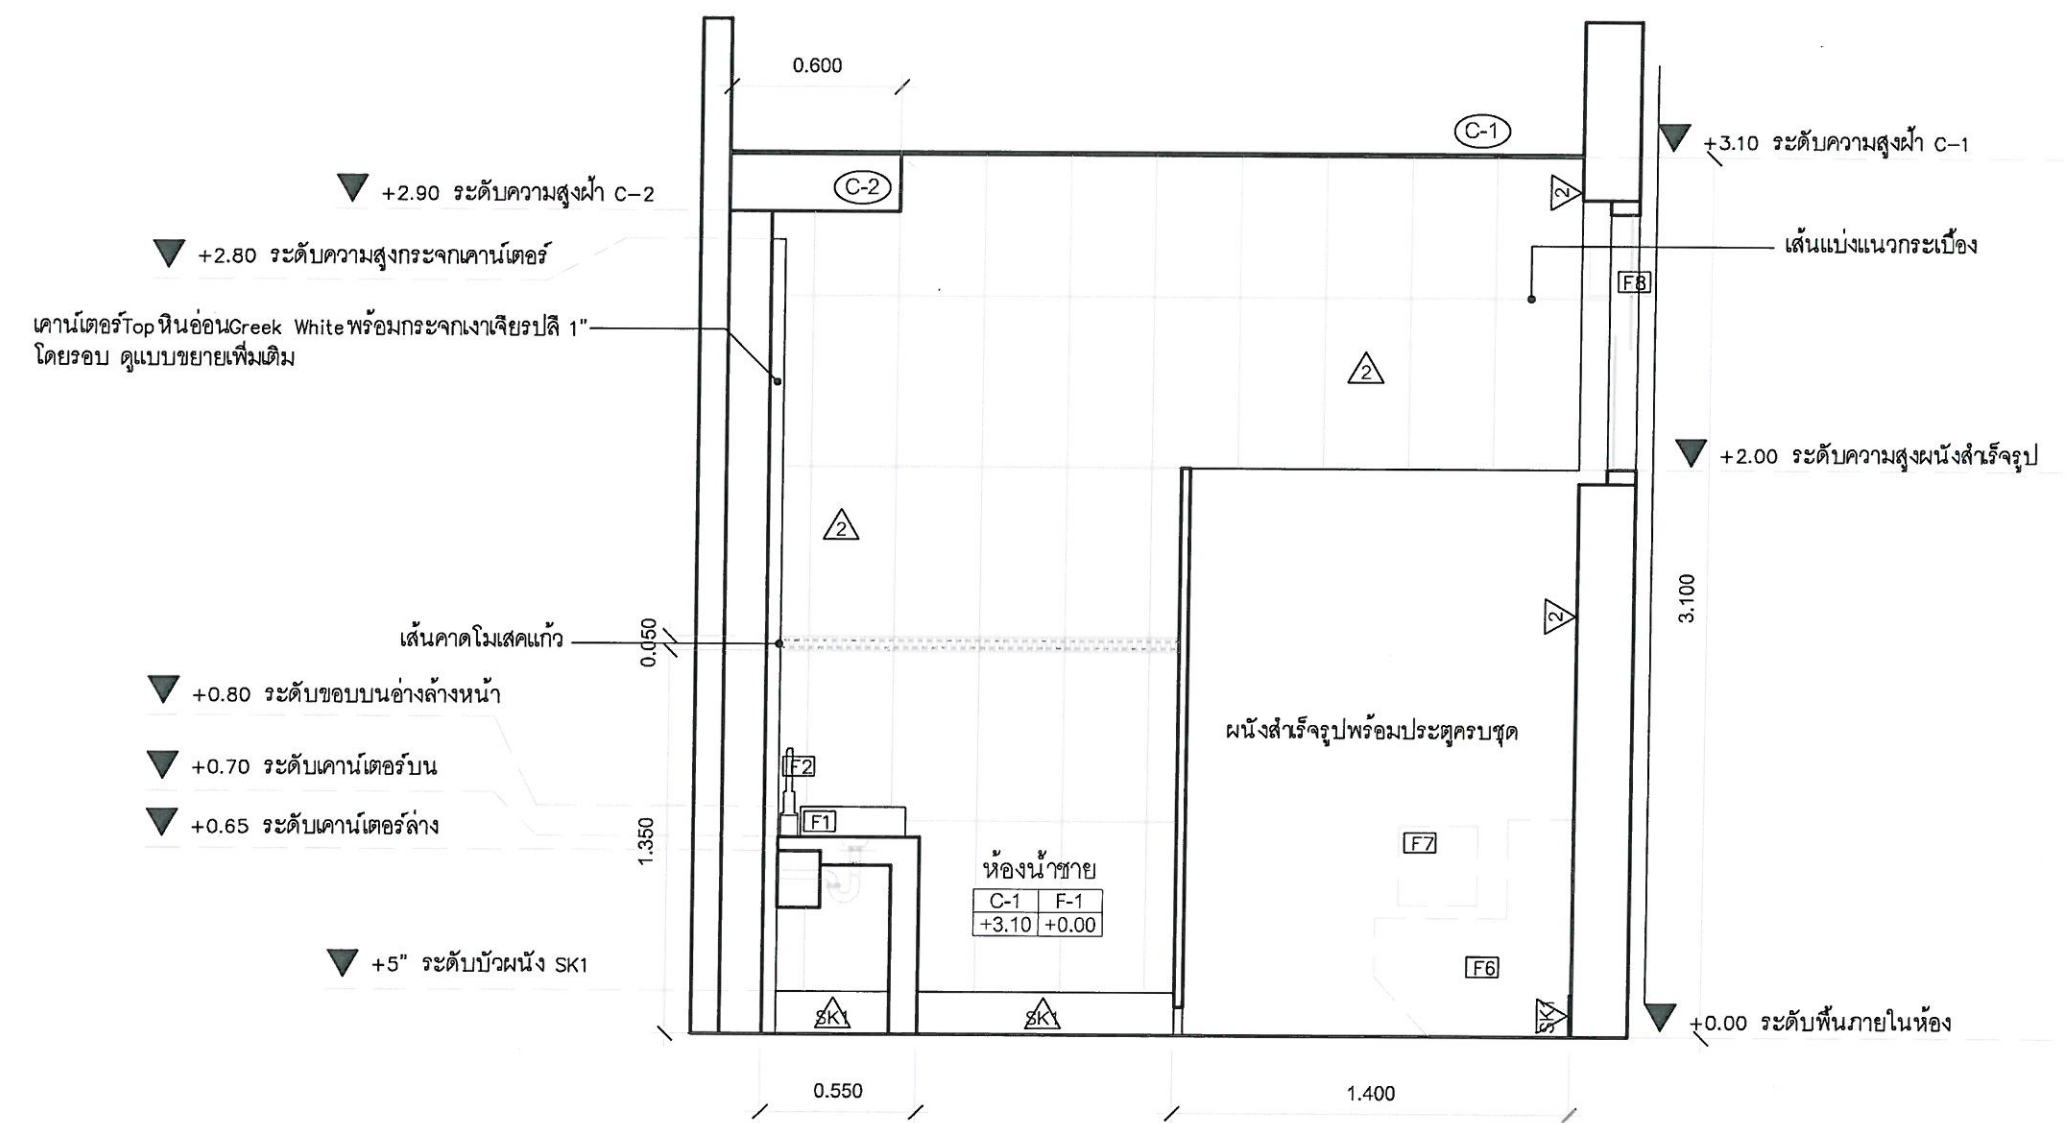 0.600
C-1
+3.10 ระดับความสูงฝ้า C-1
C-2
2
+2.90 ระดับความสูงฝ้า C-2
+2.80 ระดับความสูงกระจกเคาน์เตอร์
เส้นแบ่งแนวกระเบื้อง
F8
เคาน์เตอร์Topหินอ่อนGreek Whiteพร้อมกระจกเงาเจียรปลี 1"
โดยรอบ ดูแบบขยายเพิ่มเติม
2
+2.00 ระดับความสูงผนังสำเร็จรูป
2
3.100
2
0.050
เส้นคาดโมเสคแก้ว
+0.80 ระดับขอบบนอ่างล้างหน้า
ผนังสำเร็จรูปพร้อมประตูครบชุด
+0.70 ระดับเคาน์เตอร์บน
F2
+0.65 ระดับเคาน์เตอร์ล่าง
F1
1.350
F7
ห้องน้ำชาย
C-1 F-1
+3.10 +0.00
+5" ระดับบัวผนัง SK1
F6
SK1
SK1
SK1
+0.00 ระดับพื้นภายในห้อง
0.550
1.400